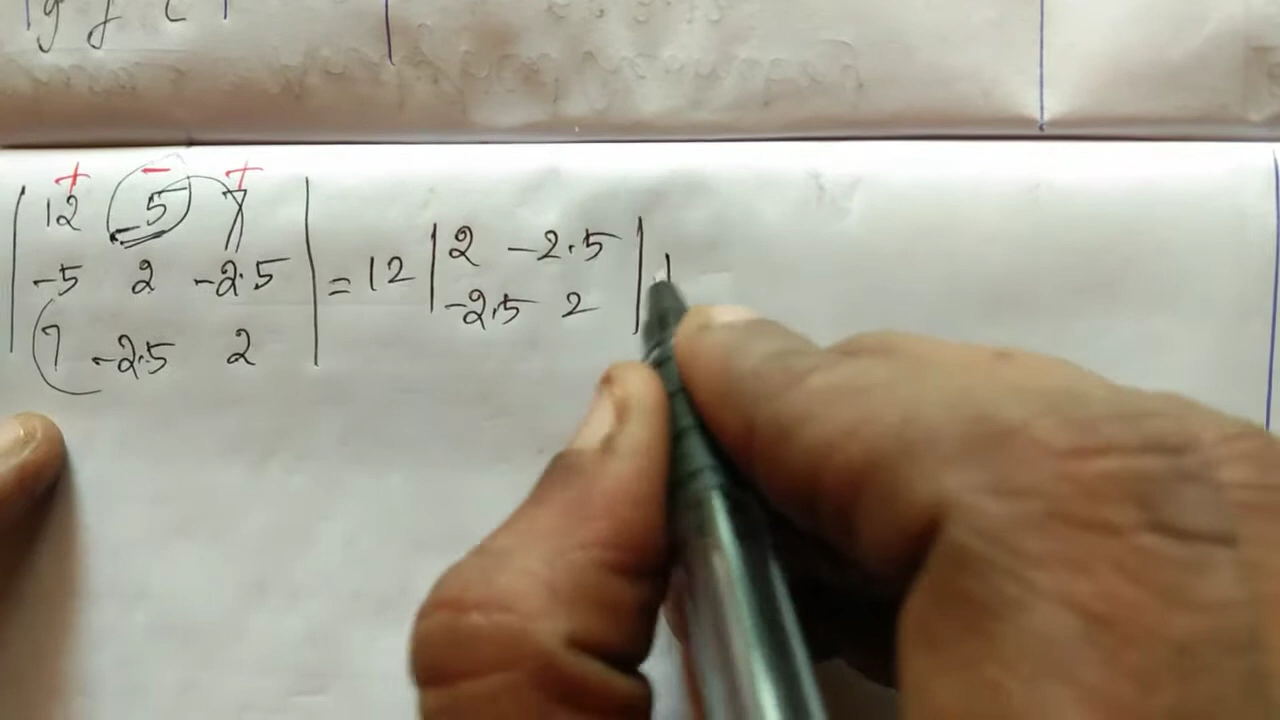 g f c
+ - +
12 -5 7
-5 2 -2.5
7 -2.5 2
= 12 | 2 -2.5 |
| -2.5 2 |